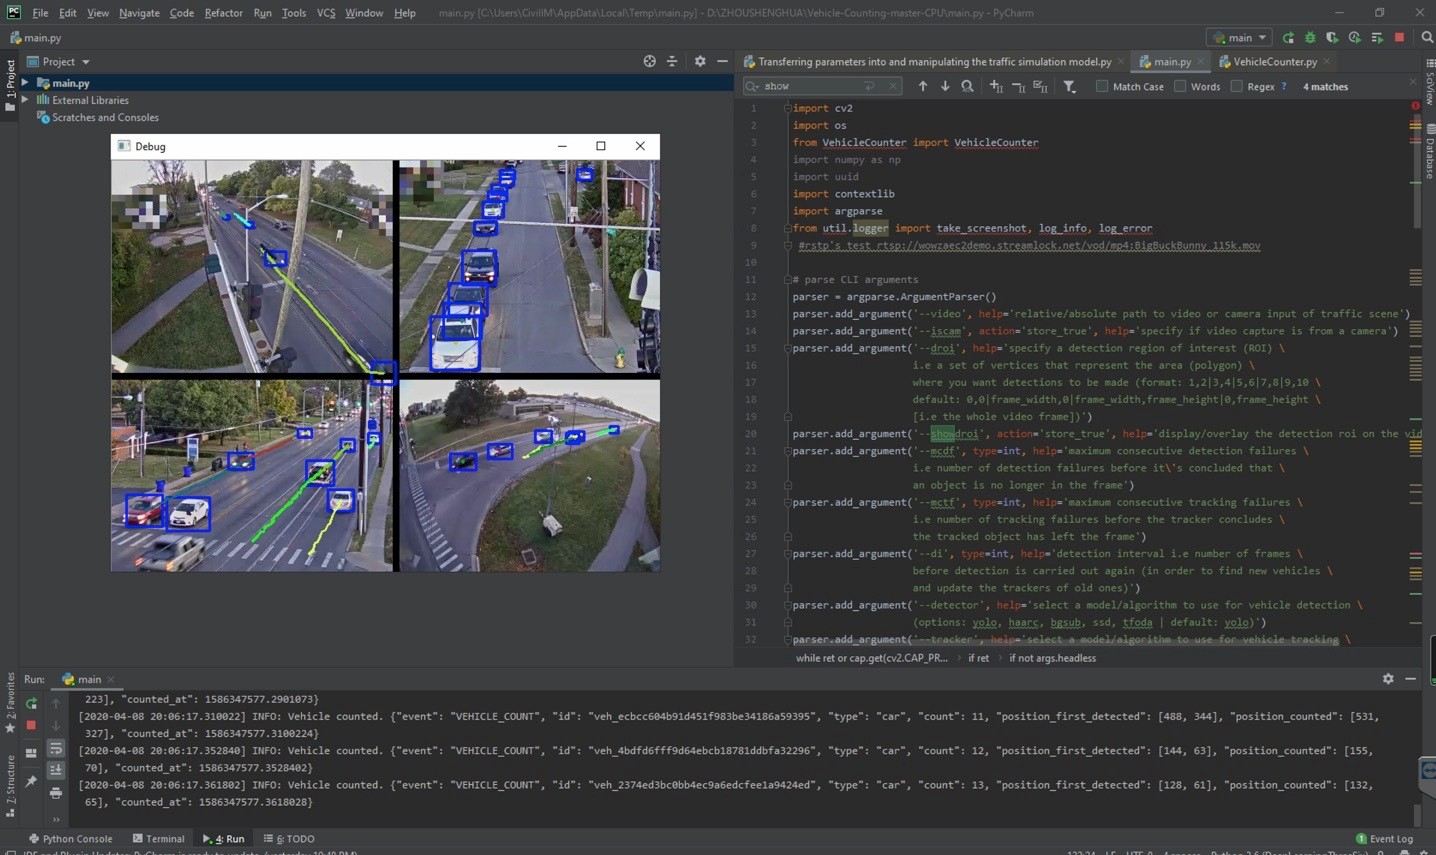 File Edit View Navigate Code Refactor Run Tools VCS Window Help main.py [C:\Users\CivilIM\AppData\Local\Temp\main.py] - D:\ZHOUSHENGHUA\Vehicle-Counting-master-CPU\main.py - PyCharm
main.py
main
1: Project
Project
main.py
External Libraries
Scratches and Consoles
Debug
Transferring parameters into and manipulating the traffic simulation model.py
main.py
VehicleCounter.py
show
Match Case
Words
Regex ?
4 matches
SciView
Database
1 import cv2
2 import os
3 from VehicleCounter import VehicleCounter
4 import numpy as np
5 import uuid
6 import contextlib
7 import argparse
8 from util.logger import take_screenshot, log_info, log_error
9 #rstp's test rtsp://wowzaec2demo.streamlock.net/vod/mp4:BigBuckBunny_115k.mov
10
11 # parse CLI arguments
12 parser = argparse.ArgumentParser()
13 parser.add_argument('--video', help='relative/absolute path to video or camera input of traffic scene')
14 parser.add_argument('--iscam', action='store_true', help='specify if video capture is from a camera')
15 parser.add_argument('--droi', help='specify a detection region of interest (ROI) \
16 i.e a set of vertices that represent the area (polygon) \
17 where you want detections to be made (format: 1,2|3,4|5,6|7,8|9,10 \
18 default: 0,0|frame_width,0|frame_width,frame_height|0,frame_height \
19 [i.e the whole video frame])')
20 parser.add_argument('--showdroi', action='store_true', help='display/overlay the detection roi on the vid
21 parser.add_argument('--mcdf', type=int, help='maximum consecutive detection failures \
22 i.e number of detection failures before it\'s concluded that \
23 an object is no longer in the frame')
24 parser.add_argument('--mctf', type=int, help='maximum consecutive tracking failures \
25 i.e number of tracking failures before the tracker concludes \
26 the tracked object has left the frame')
27 parser.add_argument('--di', type=int, help='detection interval i.e number of frames \
28 before detection is carried out again (in order to find new vehicles \
29 and update the trackers of old ones)')
30 parser.add_argument('--detector', help='select a model/algorithm to use for vehicle detection \
31 (options: yolo, haarc, bgsub, ssd, tfoda | default: yolo)')
32 parser.add_argument('--tracker', help='select a model/algorithm to use for vehicle tracking \
while ret or cap.get(cv2.CAP_PR... › if ret › if not args.headless
Run: main
2: Favorites
Z: Structure
223], "counted_at": 1586347577.2901073}
[2020-04-08 20:06:17.310022] INFO: Vehicle counted. {"event": "VEHICLE_COUNT", "id": "veh_ecbcc604b91d451f983be34186a59395", "type": "car", "count": 11, "position_first_detected": [488, 344], "position_counted": [531,
327], "counted_at": 1586347577.3100224}
[2020-04-08 20:06:17.352840] INFO: Vehicle counted. {"event": "VEHICLE_COUNT", "id": "veh_4bdfd6fff9d64ebcb18781ddbfa32296", "type": "car", "count": 12, "position_first_detected": [144, 63], "position_counted": [155,
70], "counted_at": 1586347577.3528402}
[2020-04-08 20:06:17.361802] INFO: Vehicle counted. {"event": "VEHICLE_COUNT", "id": "veh_2374ed3bc0bb4ec9a6edcfee1a9424ed", "type": "car", "count": 13, "position_first_detected": [128, 61], "position_counted": [132,
65], "counted_at": 1586347577.3618028}
Python Console Terminal 4: Run 6: TODO 1 Event Log